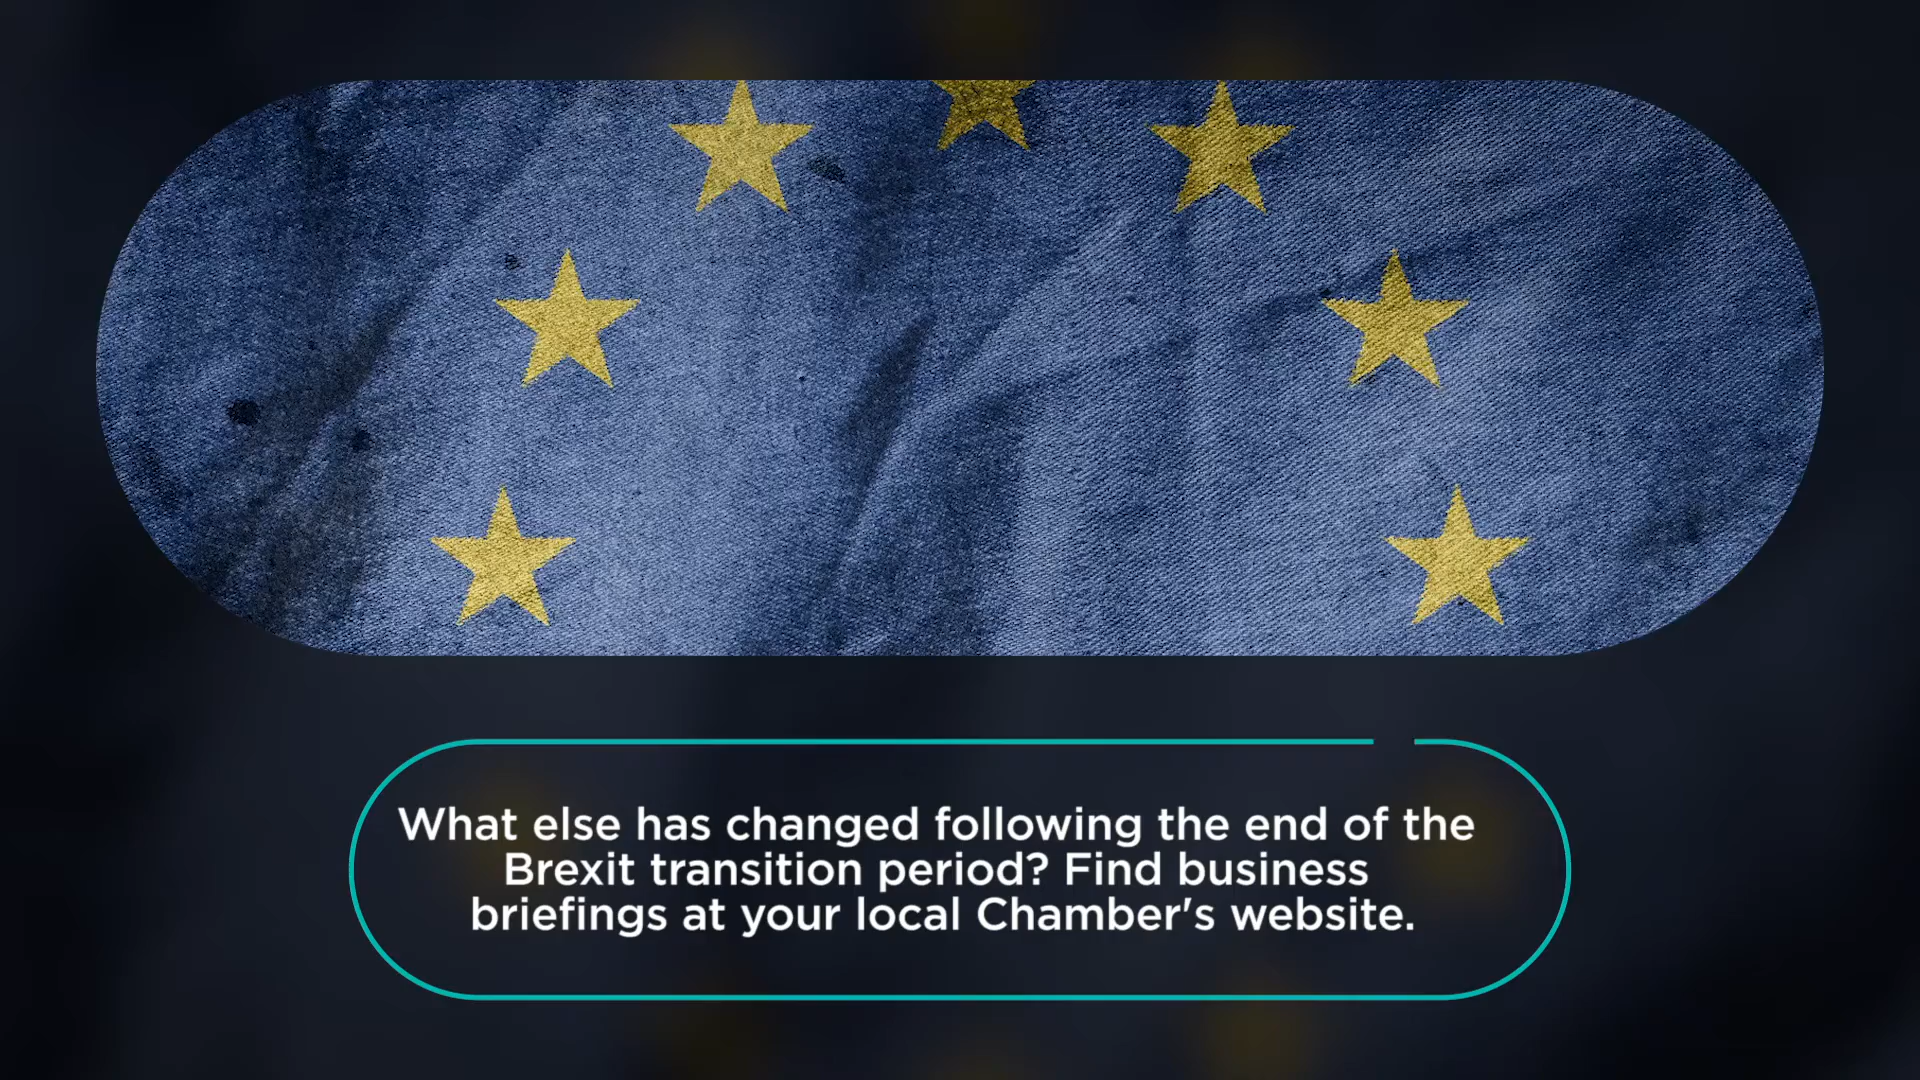 What else has changed following the end of the
Brexit transition period? Find business
briefings at your local Chamber's website.